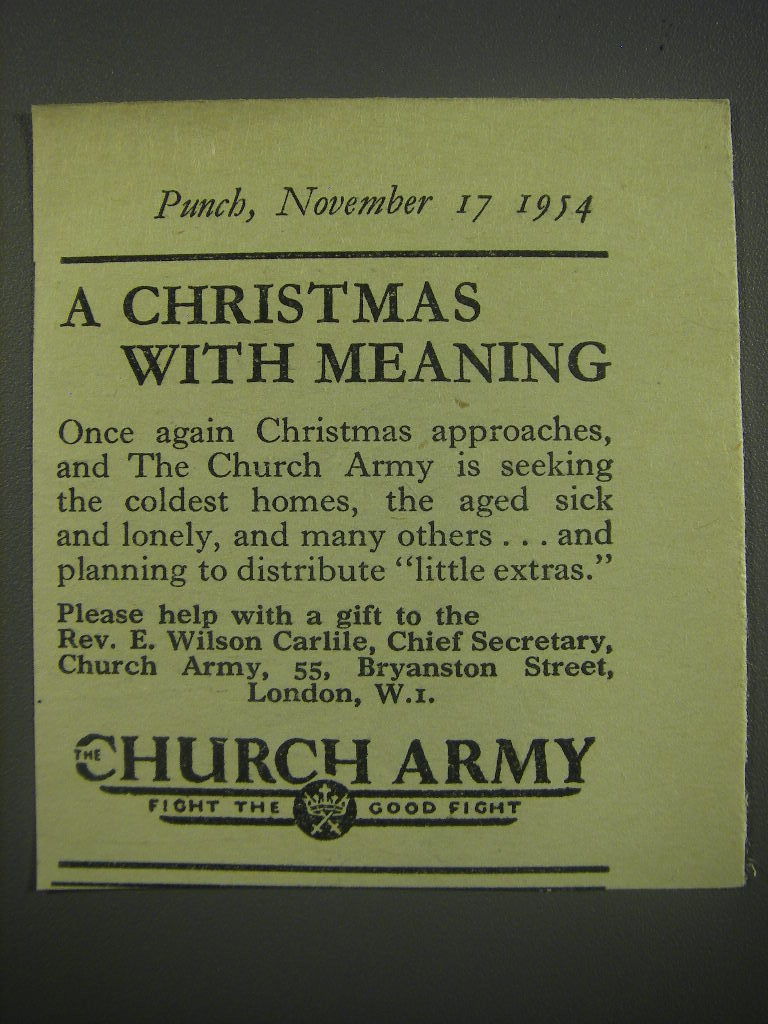 Punch, November 17 1954
A CHRISTMAS
WITH MEANING
Once again Christmas approaches,
and The Church Army is seeking
the coldest homes, the aged sick
and lonely, and many others . . . and
planning to distribute “little extras.”
Please help with a gift to the
Rev. E. Wilson Carlile, Chief Secretary,
Church Army, 55, Bryanston Street,
London, W.1.
THE CHURCH ARMY
FIGHT THE GOOD FIGHT